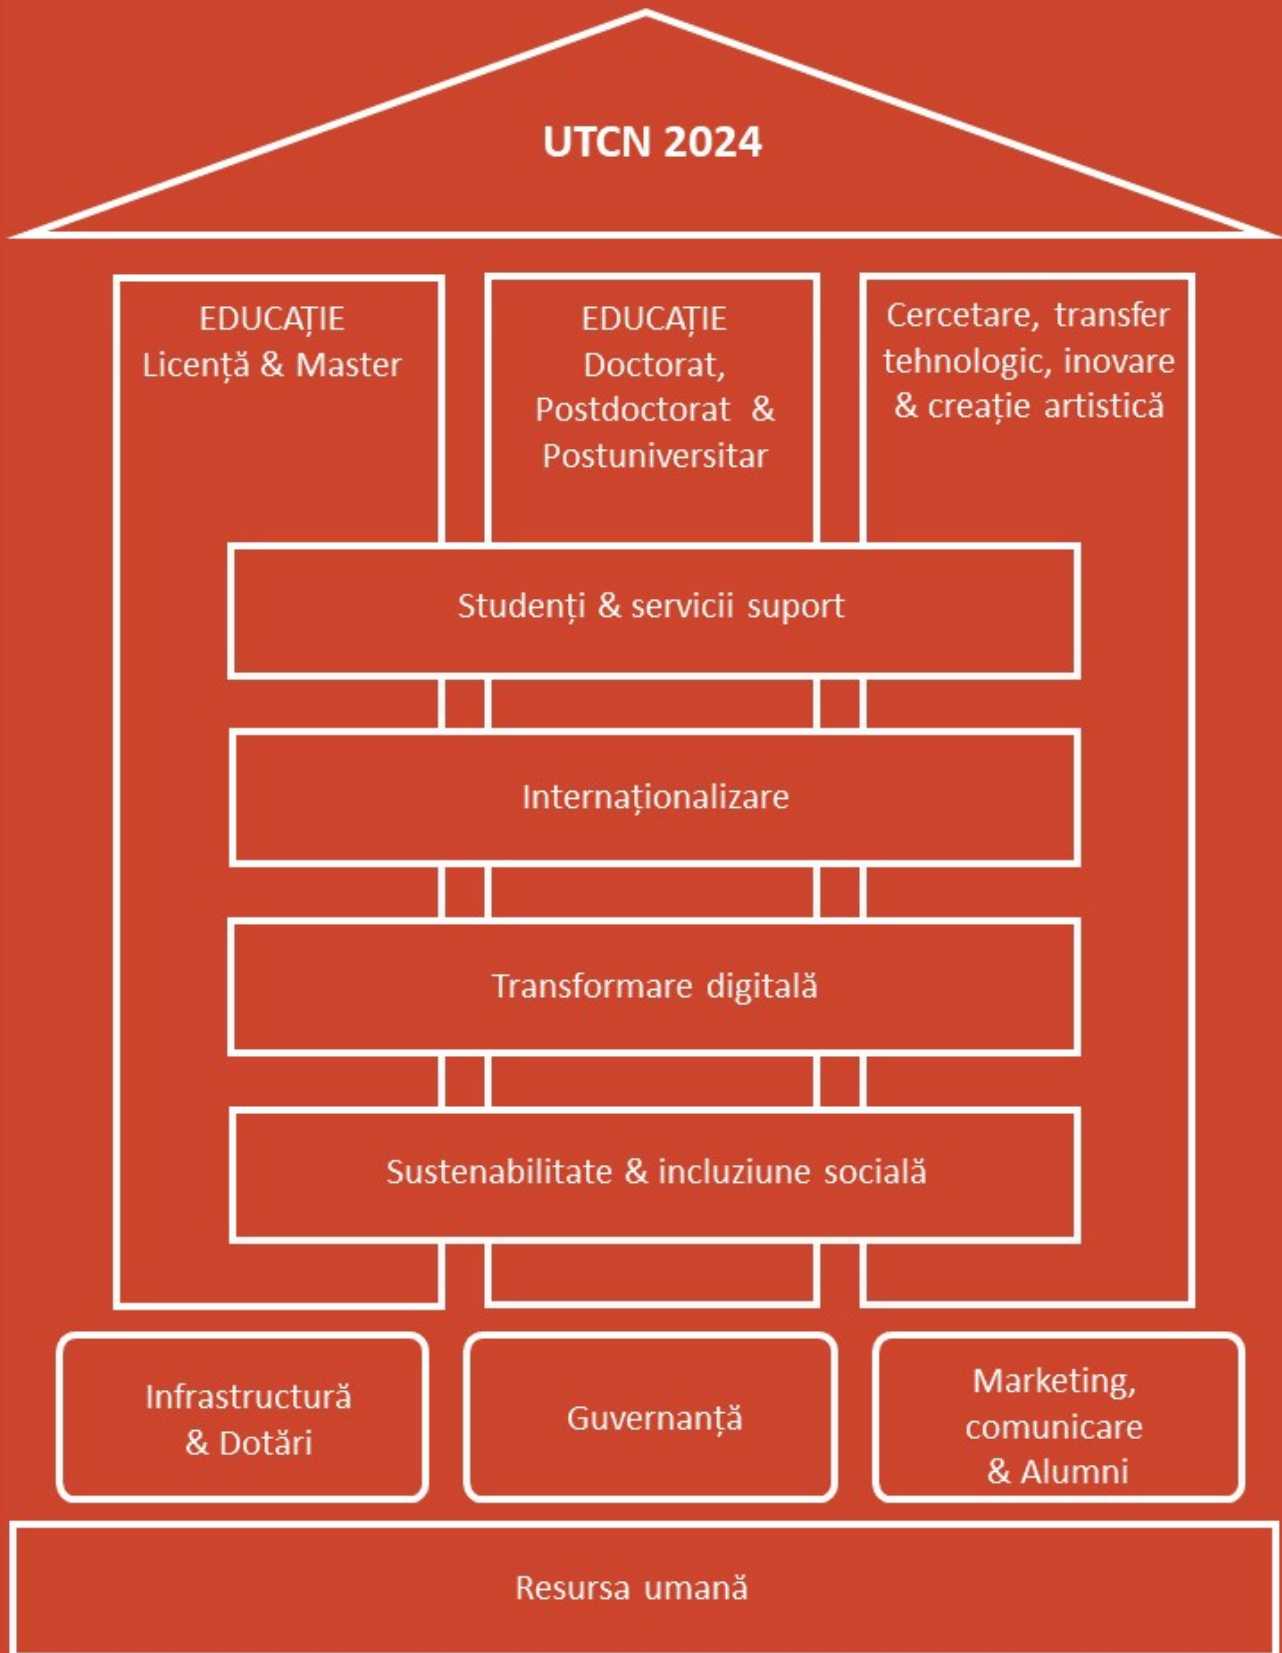 UTCN 2024
EDUCAȚIE
Licență & Master
EDUCAȚIE
Doctorat,
Postdoctorat &
Postuniversitar
Cercetare, transfer
tehnologic, inovare
& creație artistică
Studenți & servicii suport
Internaționalizare
Transformare digitală
Sustenabilitate & incluziune socială
Infrastructură
& Dotări
Guvernanță
Marketing,
comunicare
& Alumni
Resursa umană